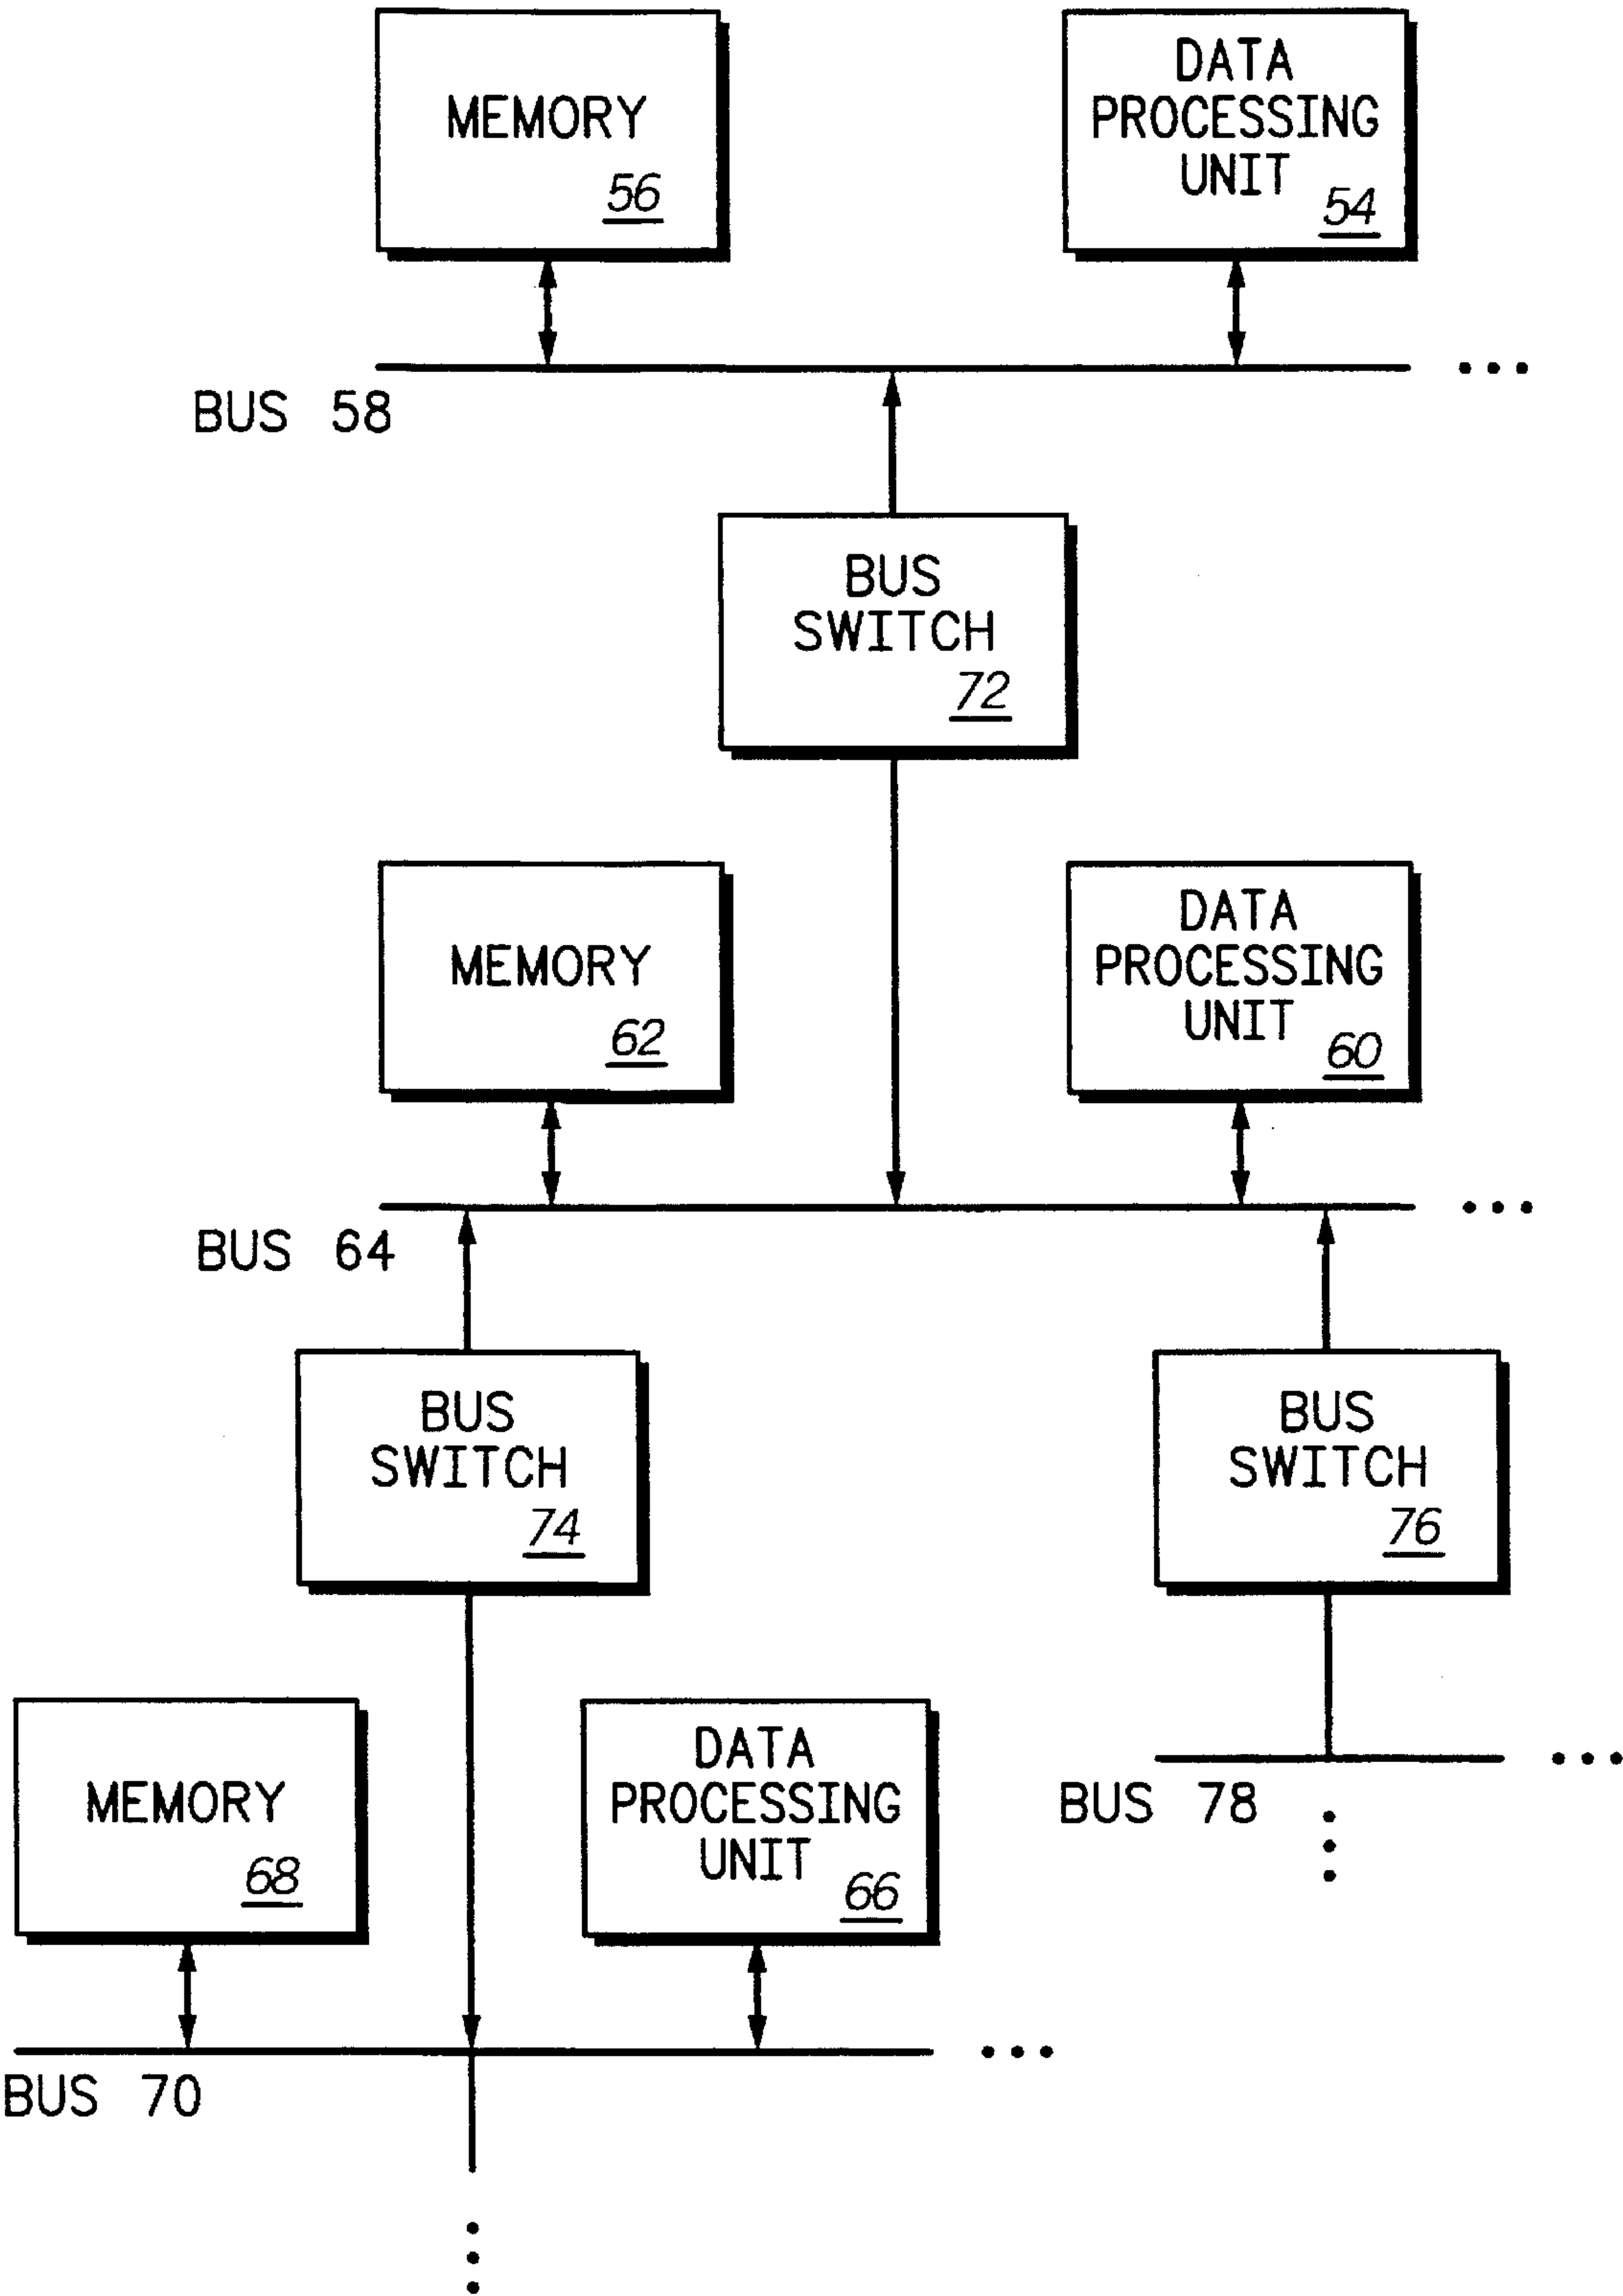 MEMORY
56
DATA
PROCESSING
UNIT
54
BUS 58
BUS
SWITCH
72
MEMORY
62
DATA
PROCESSING
UNIT
60
BUS 64
BUS
SWITCH
74
BUS
SWITCH
76
MEMORY
68
DATA
PROCESSING
UNIT
66
BUS 78
BUS 70